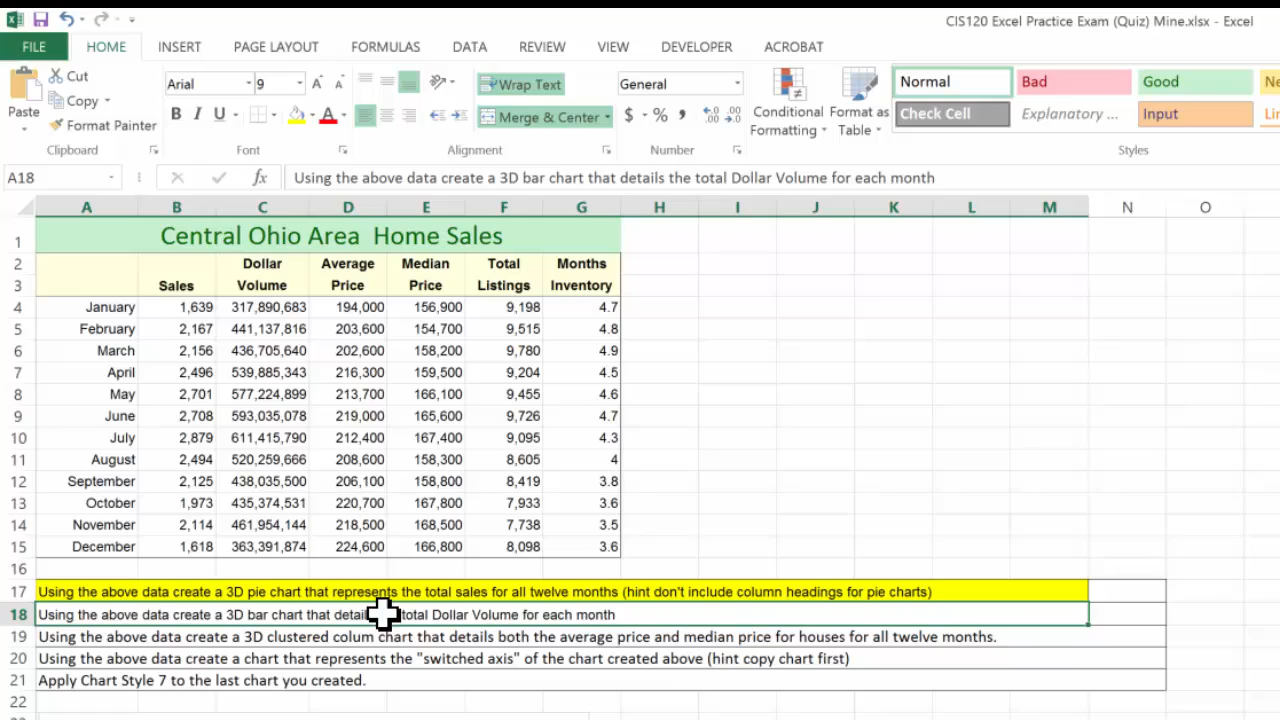 CIS120 Excel Practice Exam (Quiz) Mine.xlsx - Excel
FILE HOME INSERT PAGE LAYOUT FORMULAS DATA REVIEW VIEW DEVELOPER ACROBAT
Cut Arial 9 Wrap Text General Normal Bad Good
Paste Copy B I U A Merge & Center $ % Conditional Formatting Format as Table Check Cell Explanatory ... Input
Format Painter
Clipboard Font Alignment Number Styles
A18 fx Using the above data create a 3D bar chart that details the total Dollar Volume for each month
A B C D E F G H I J K L M N O
1 Central Ohio Area Home Sales
2 Dollar Average Median Total Months
3 Sales Volume Price Price Listings Inventory
4 January 1,639 317,890,683 194,000 156,900 9,198 4.7
5 February 2,167 441,137,816 203,600 154,700 9,515 4.8
6 March 2,156 436,705,640 202,600 158,200 9,780 4.9
7 April 2,496 539,885,343 216,300 159,500 9,204 4.5
8 May 2,701 577,224,899 213,700 166,100 9,455 4.6
9 June 2,708 593,035,078 219,000 165,600 9,726 4.7
10 July 2,879 611,415,790 212,400 167,400 9,095 4.3
11 August 2,494 520,259,666 208,600 158,300 8,605 4
12 September 2,125 438,035,500 206,100 158,800 8,419 3.8
13 October 1,973 435,374,531 220,700 167,800 7,933 3.6
14 November 2,114 461,954,144 218,500 168,500 7,738 3.5
15 December 1,618 363,391,874 224,600 166,800 8,098 3.6
16
17 Using the above data create a 3D pie chart that represents the total sales for all twelve months (hint don't include column headings for pie charts)
18 Using the above data create a 3D bar chart that total Dollar Volume for each month
19 Using the above data create a 3D clustered colum chart that details both the average price and median price for houses for all twelve months.
20 Using the above data create a chart that represents the "switched axis" of the chart created above (hint copy chart first)
21 Apply Chart Style 7 to the last chart you created.
22